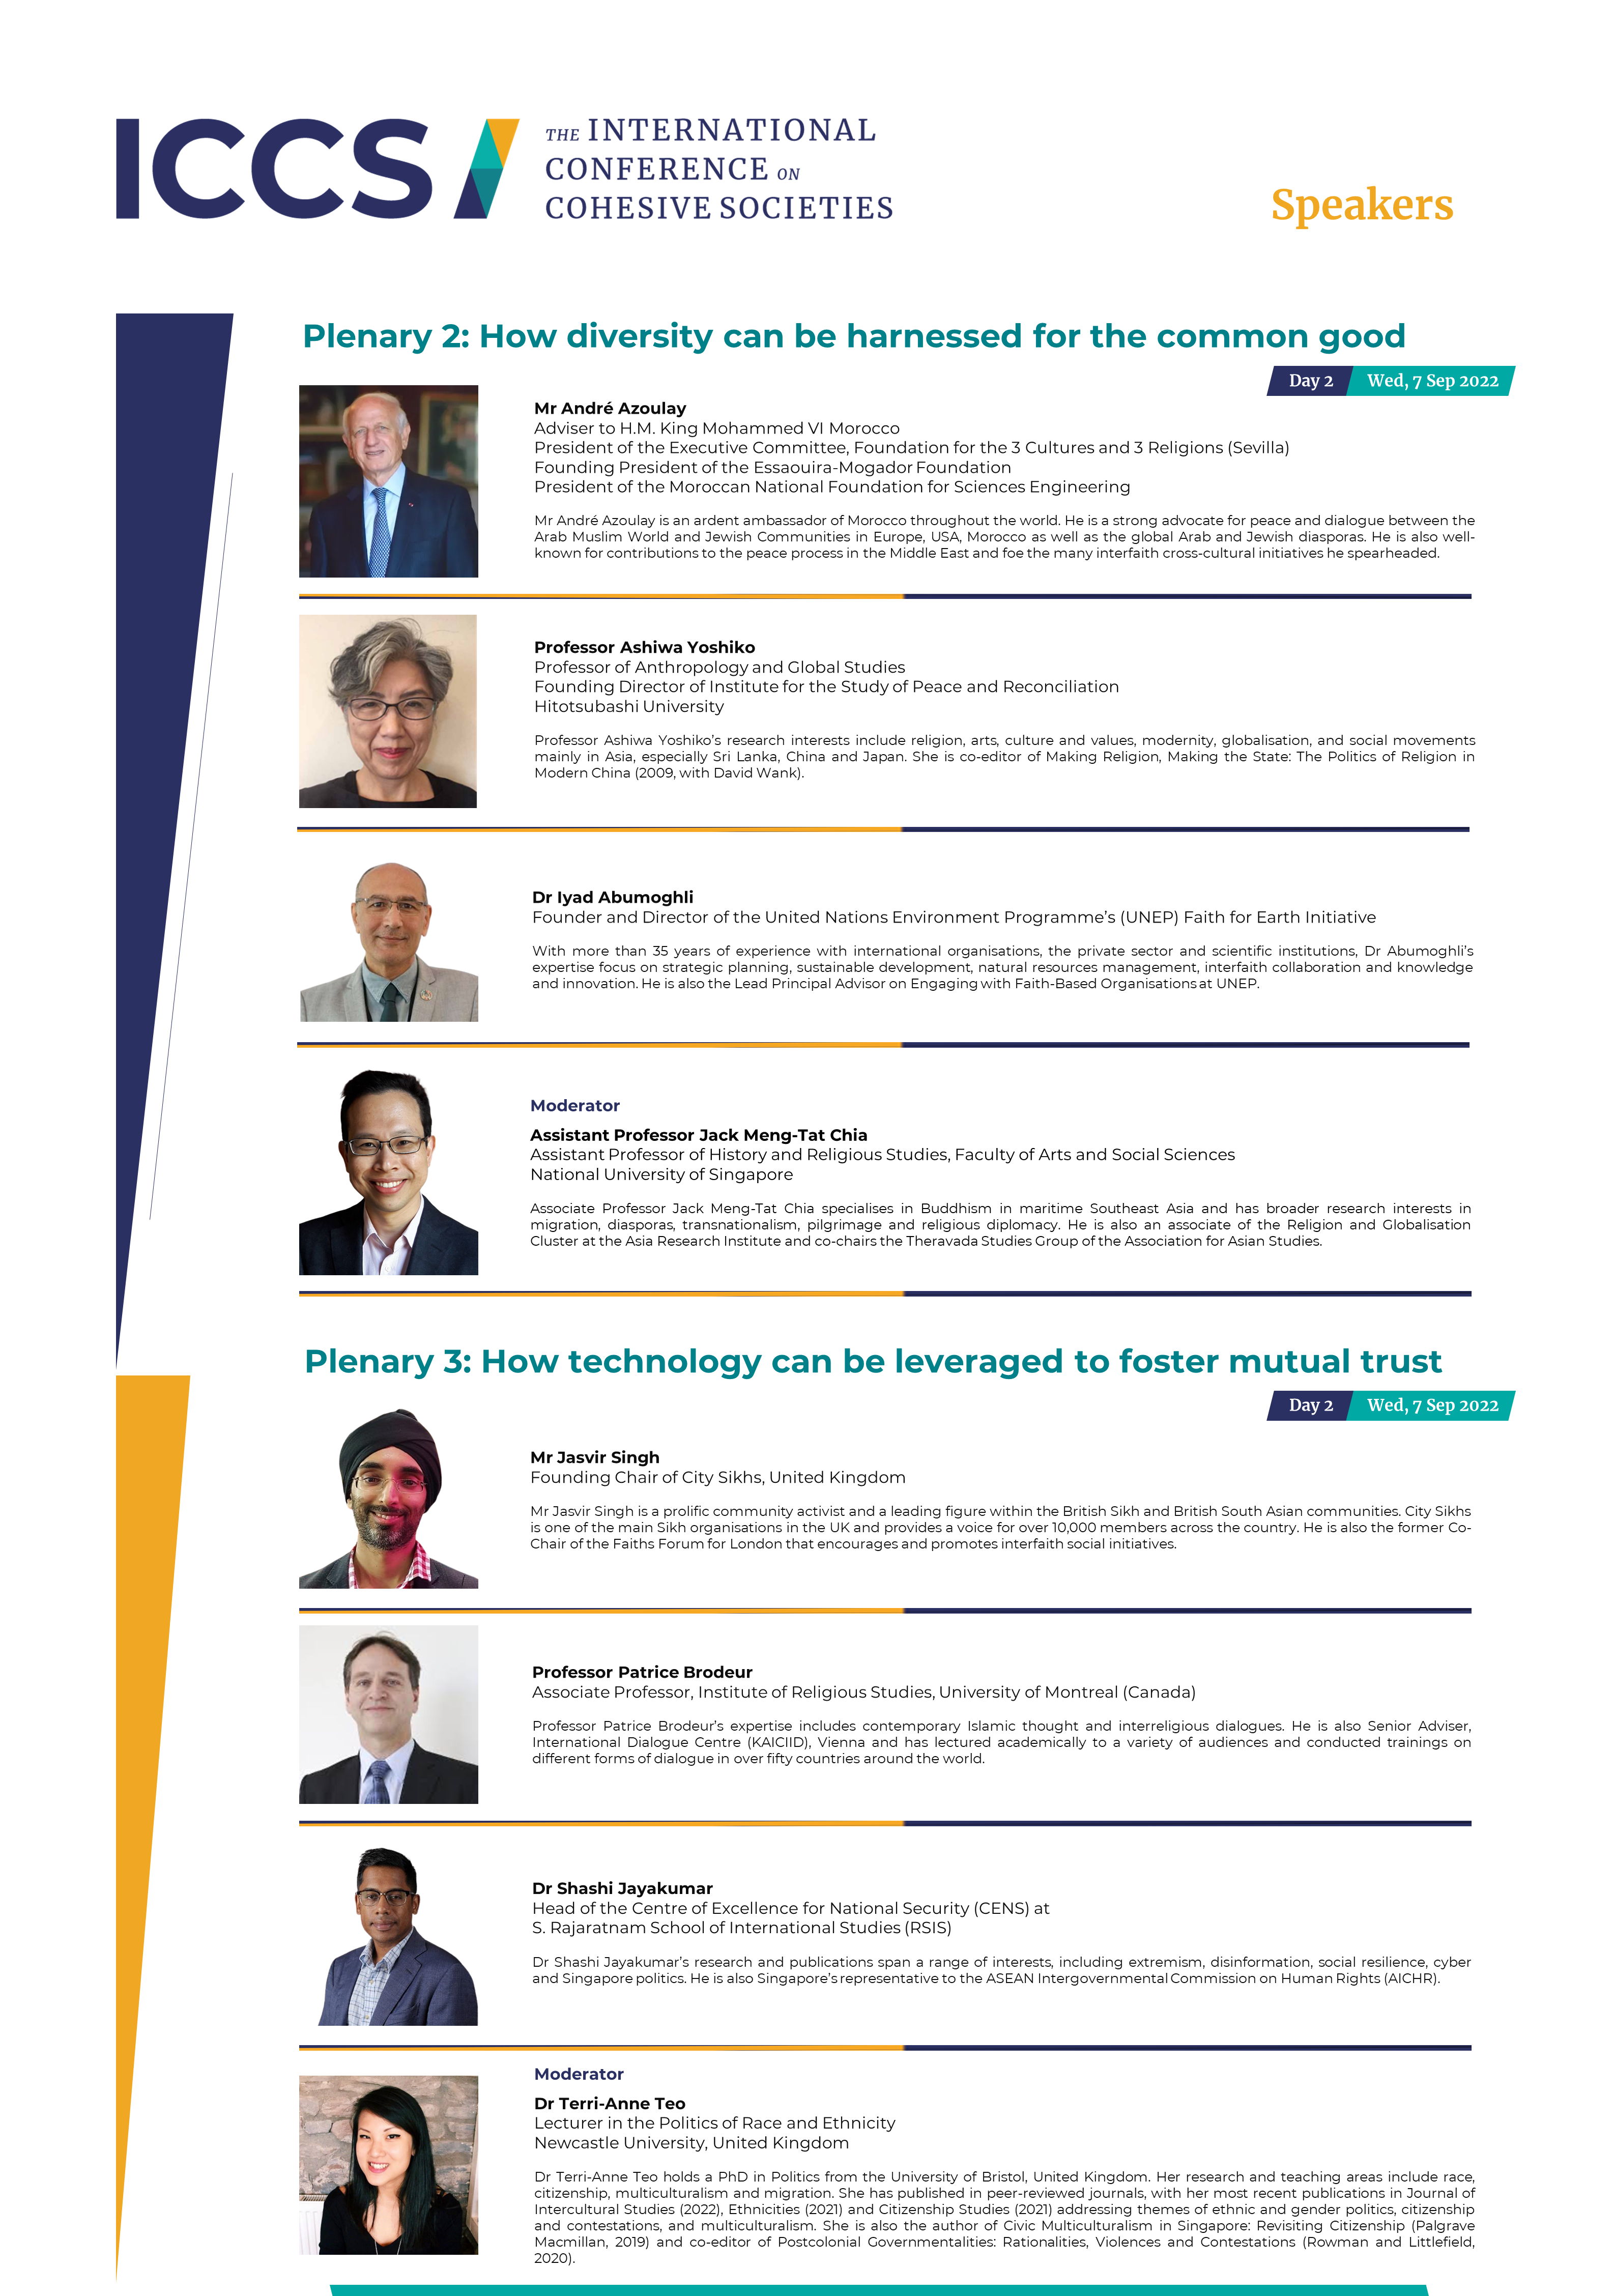 ICCS
THE INTERNATIONAL
CONFERENCE ON
COHESIVE SOCIETIES
Speakers
Plenary 2: How diversity can be harnessed for the common good
Day 2 Wed, 7 Sep 2022
Mr André Azoulay
Adviser to H.M. King Mohammed VI Morocco
President of the Executive Committee, Foundation for the 3 Cultures and 3 Religions (Sevilla)
Founding President of the Essaouira-Mogador Foundation
President of the Moroccan National Foundation for Sciences Engineering
Mr André Azoulay is an ardent ambassador of Morocco throughout the world. He is a strong advocate for peace and dialogue between the
Arab Muslim World and Jewish Communities in Europe, USA, Morocco as well as the global Arab and Jewish diasporas. He is also well-
known for contributions to the peace process in the Middle East and foe the many interfaith cross-cultural initiatives he spearheaded.
Professor Ashiwa Yoshiko
Professor of Anthropology and Global Studies
Founding Director of Institute for the Study of Peace and Reconciliation
Hitotsubashi University
Professor Ashiwa Yoshiko's research interests include religion, arts, culture and values, modernity, globalisation, and social movements
mainly in Asia, especially Sri Lanka, China and Japan. She is co-editor of Making Religion, Making the State: The Politics of Religion in
Modern China (2009, with David Wank).
Dr Iyad Abumoghli
Founder and Director of the United Nations Environment Programme's (UNEP) Faith for Earth Initiative
With more than 35 years of experience with international organisations, the private sector and scientific institutions, Dr Abumoghli's
expertise focus on strategic planning, sustainable development, natural resources management, interfaith collaboration and knowledge
and innovation. He is also the Lead Principal Advisor on Engaging with Faith-Based Organisations at UNEP.
Moderator
Assistant Professor Jack Meng-Tat Chia
Assistant Professor of History and Religious Studies, Faculty of Arts and Social Sciences
National University of Singapore
Associate Professor Jack Meng-Tat Chia specialises in Buddhism in maritime Southeast Asia and has broader research interests in
migration, diasporas, transnationalism, pilgrimage and religious diplomacy. He is also an associate of the Religion and Globalisation
Cluster at the Asia Research Institute and co-chairs the Theravada Studies Group of the Association for Asian Studies.
Plenary 3: How technology can be leveraged to foster mutual trust
Day 2 Wed, 7 Sep 2022
Mr Jasvir Singh
Founding Chair of City Sikhs, United Kingdom
Mr Jasvir Singh is a prolific community activist and a leading figure within the British Sikh and British South Asian communities. City Sikhs
is one of the main Sikh organisations in the UK and provides a voice for over 10,000 members across the country. He is also the former Co-
Chair of the Faiths Forum for London that encourages and promotes interfaith social initiatives.
Professor Patrice Brodeur
Associate Professor, Institute of Religious Studies, University of Montreal (Canada)
Professor Patrice Brodeur's expertise includes contemporary Islamic thought and interreligious dialogues. He is also Senior Adviser,
International Dialogue Centre (KAICIID), Vienna and has lectured academically to a variety of audiences and conducted trainings on
different forms of dialogue in over fifty countries around the world.
Dr Shashi Jayakumar
Head of the Centre of Excellence for National Security (CENS) at
S. Rajaratnam School of International Studies (RSIS)
Dr Shashi Jayakumar's research and publications span a range of interests, including extremism, disinformation, social resilience, cyber
and Singapore politics. He is also Singapore's representative to the ASEAN Intergovernmental Commission on Human Rights (AICHR).
Moderator
Dr Terri-Anne Teo
Lecturer in the Politics of Race and Ethnicity
Newcastle University, United Kingdom
Dr Terri-Anne Teo holds a PhD in Politics from the University of Bristol, United Kingdom. Her research and teaching areas include race,
citizenship, multiculturalism and migration. She has published in peer-reviewed journals, with her most recent publications in Journal of
Intercultural Studies (2022), Ethnicities (2021) and Citizenship Studies (2021) addressing themes of ethnic and gender politics, citizenship
and contestations, and multiculturalism. She is also the author of Civic Multiculturalism in Singapore: Revisiting Citizenship (Palgrave
Macmillan, 2019) and co-editor of Postcolonial Governmentalities: Rationalities, Violences and Contestations (Rowman and Littlefield,
2020).